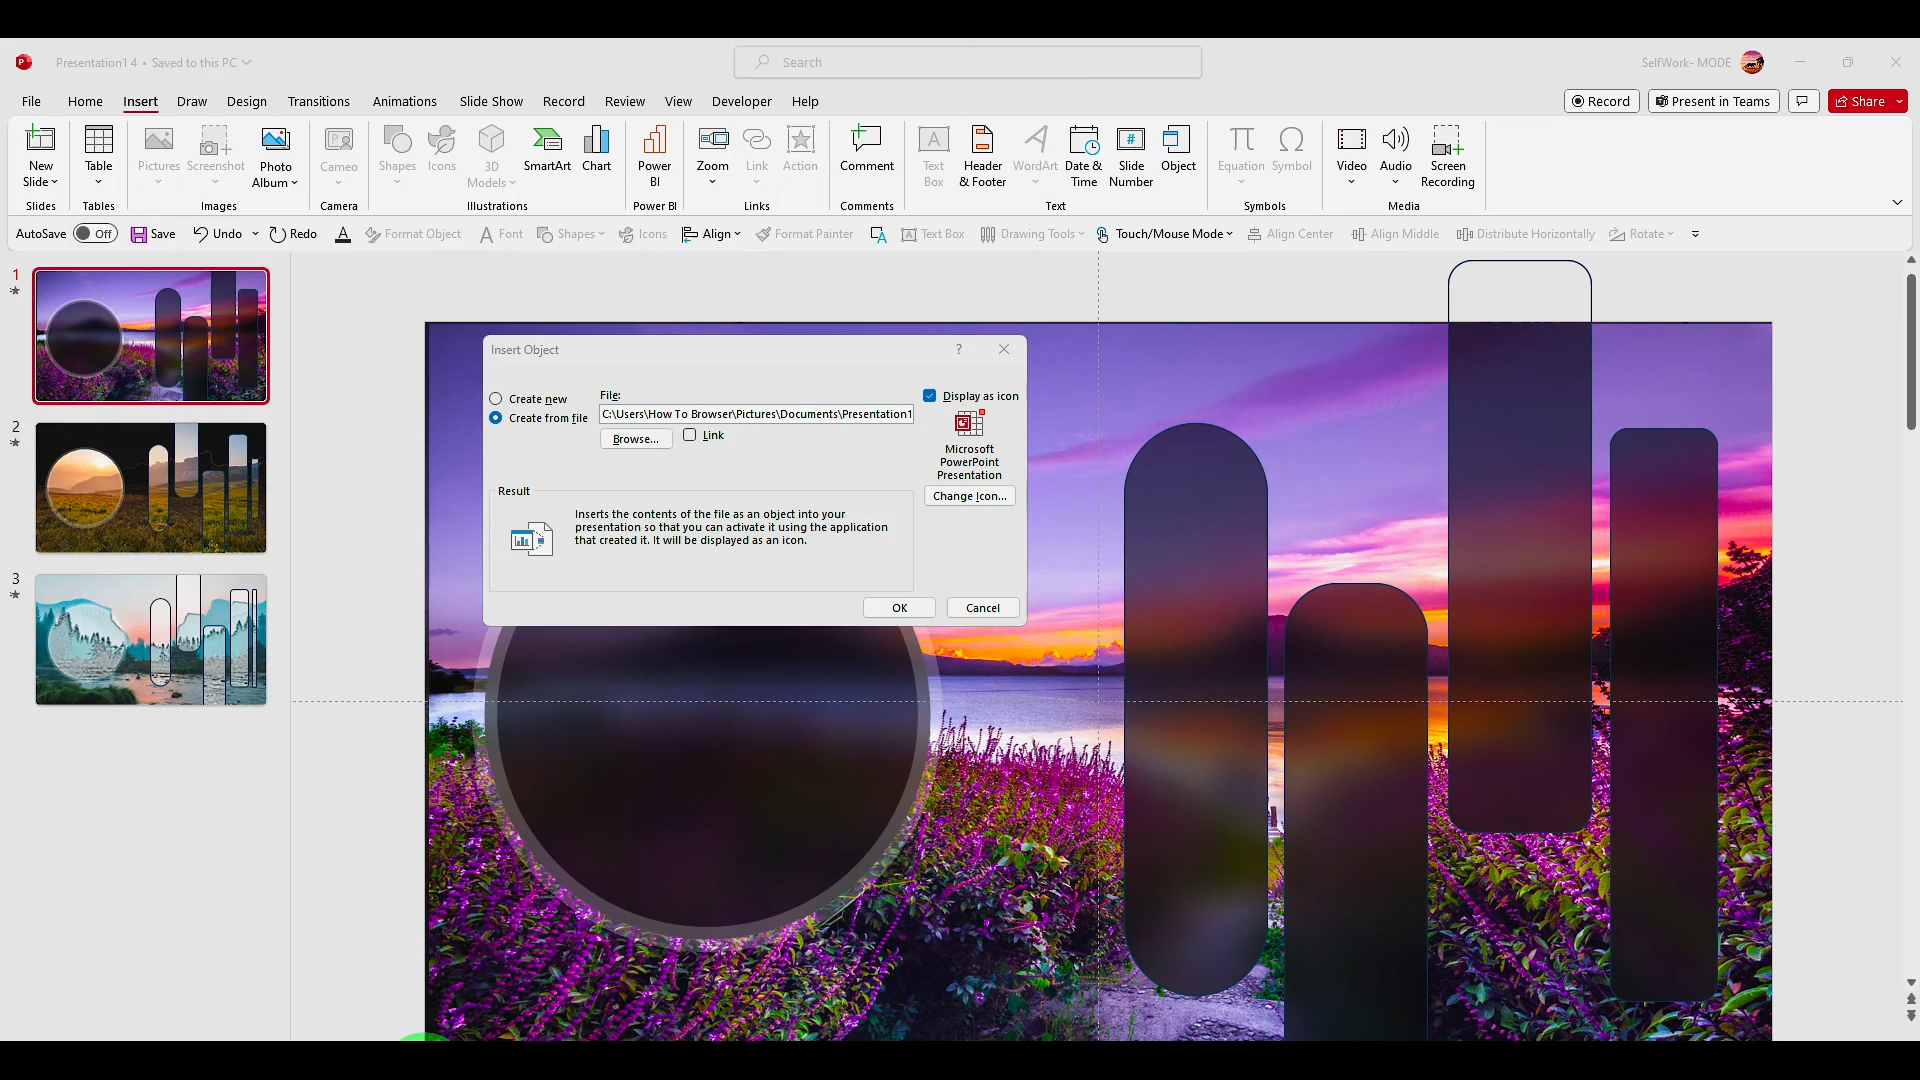 Presentation1 4 • Saved to this PC
Search
SelfWork- MODE
File Home Insert Draw Design Transitions Animations Slide Show Record Review View Developer Help
Record
Present in Teams
Share
New Slide
Table
Pictures
Screenshot
Photo Album
Cameo
Shapes
Icons
3D Models
SmartArt
Chart
Power BI
Zoom
Link
Action
Comment
Text Box
Header & Footer
WordArt
Date & Time
Slide Number
Object
Equation
Symbol
Video
Audio
Screen Recording
Slides
Tables
Images
Camera
Illustrations
Power BI
Links
Comments
Text
Symbols
Media
AutoSave Off Save Undo Redo Format Object Font Shapes Icons Align Format Painter Text Box Drawing Tools Touch/Mouse Mode Align Center Align Middle Distribute Horizontally Rotate
1
2
3
Insert Object
?
Create new
Create from file
File:
C:\Users\How To Browser\Pictures\Documents\Presentation1
Browse...
Link
Display as icon
Microsoft
PowerPoint
Presentation
Change Icon...
Result
Inserts the contents of the file as an object into your
presentation so that you can activate it using the application
that created it. It will be displayed as an icon.
OK
Cancel